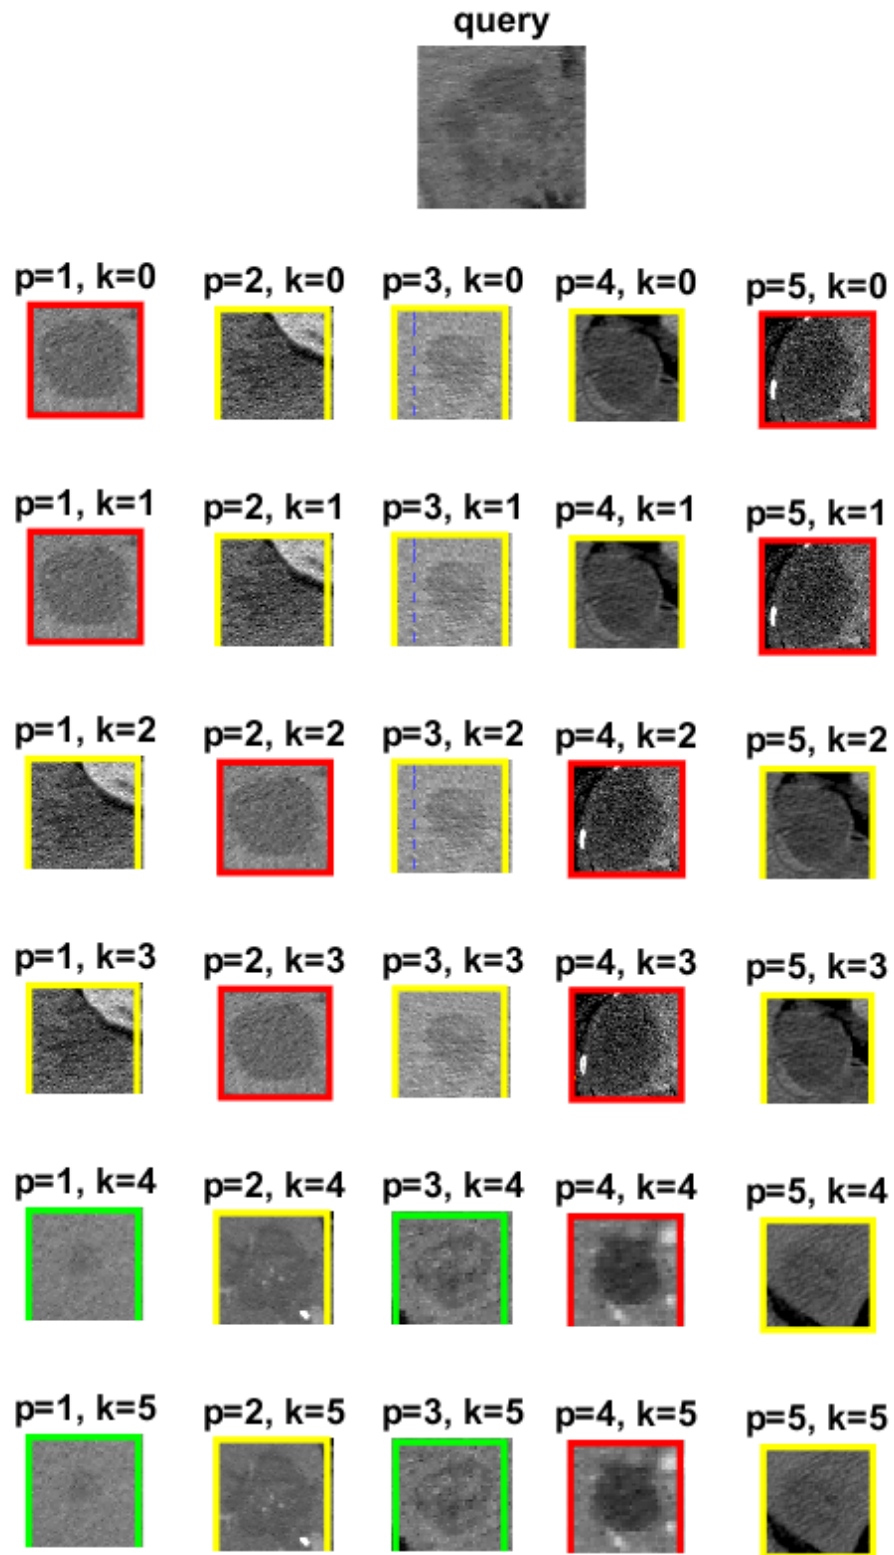 query
p=1, k=0 p=2, k=0 p=3, k=0 p=4, k=0 p=5, k=0
p=1, k=1 p=2, k=1 p=3, k=1 p=4, k=1 p=5, k=1
p=1, k=2 p=2, k=2 p=3, k=2 p=4, k=2 p=5, k=2
p=1, k=3 p=2, k=3 p=3, k=3 p=4, k=3 p=5, k=3
p=1, k=4 p=2, k=4 p=3, k=4 p=4, k=4 p=5, k=4
p=1, k=5 p=2, k=5 p=3, k=5 p=4, k=5 p=5, k=5